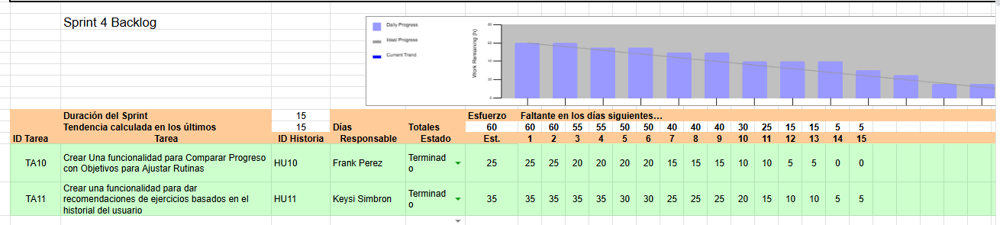 Sprint 4 Backlog
Daily Progress
Ideal Progress
Current Trend
Work Remaining (h)
80
60
40
20
0
Duración del Sprint 15 Esfuerzo Faltante en los días siguientes…
Tendencia calculada en los últimos 15 Días Totales 60 60 60 55 55 50 50 40 40 40 30 25 15 15 5 5
ID Tarea Tarea ID Historia Responsable Estado Est. 1 2 3 4 5 6 7 8 9 10 11 12 13 14 15
TA10 Crear Una funcionalidad para Comparar Progreso
con Objetivos para Ajustar Rutinas HU10 Frank Perez Terminad
o 25 25 25 20 20 20 20 15 15 15 10 10 5 5 0 0
TA11 Crear una funcionalidad para dar
recomendaciones de ejercicios basados en el
historial del usuario HU11 Keysi Simbron Terminad
o 35 35 35 35 35 30 30 25 25 25 20 15 10 10 5 5